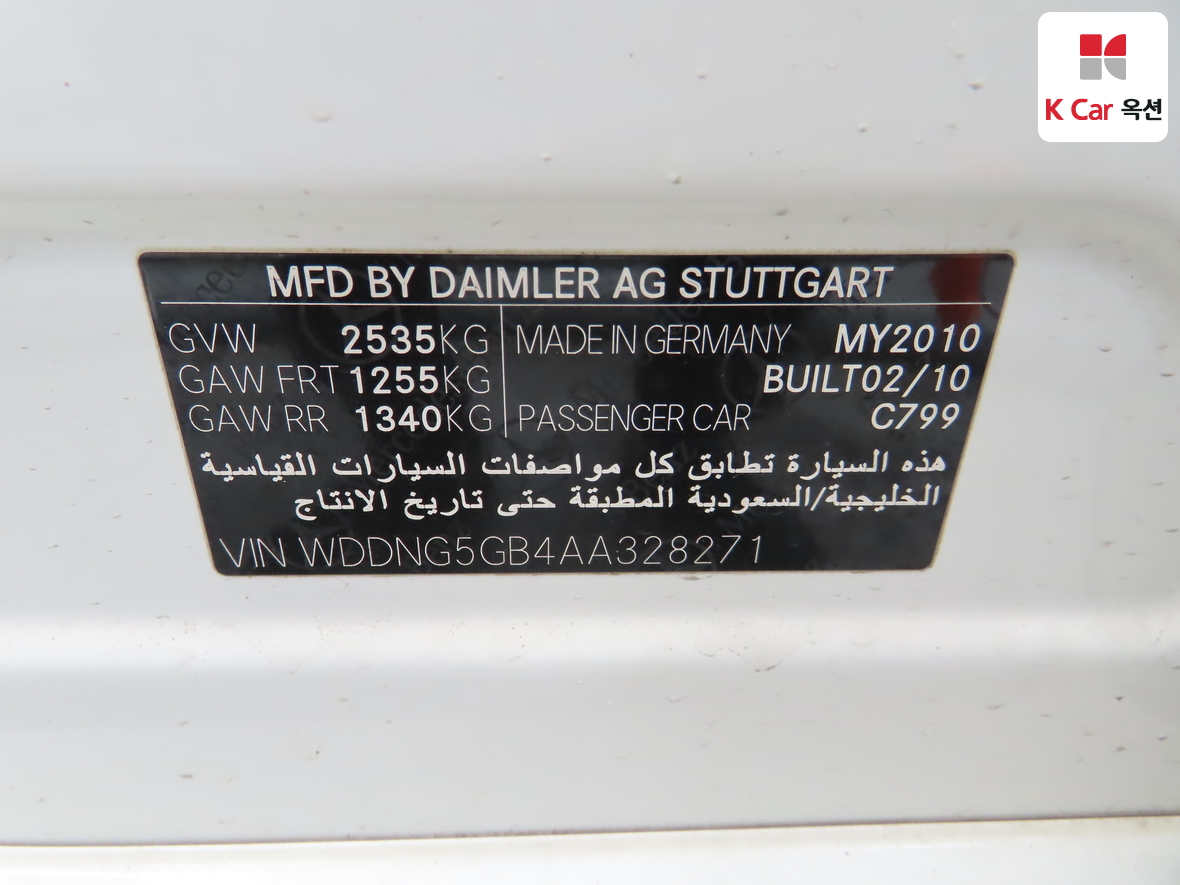 K Car 옥션
MFD BY DAIMLER AG STUTTGART
GVW 2535KG MADE IN GERMANY MY2010
GAW FRT 1255KG BUILT02/10
GAW RR 1340KG PASSENGER CAR C799
هذه السيارة تطابق كل مواصفات السيارات القياسية
الخليجية/السعودية المطبقة حتى تاريخ الانتاج
VIN WDDNG5GB4AA328271